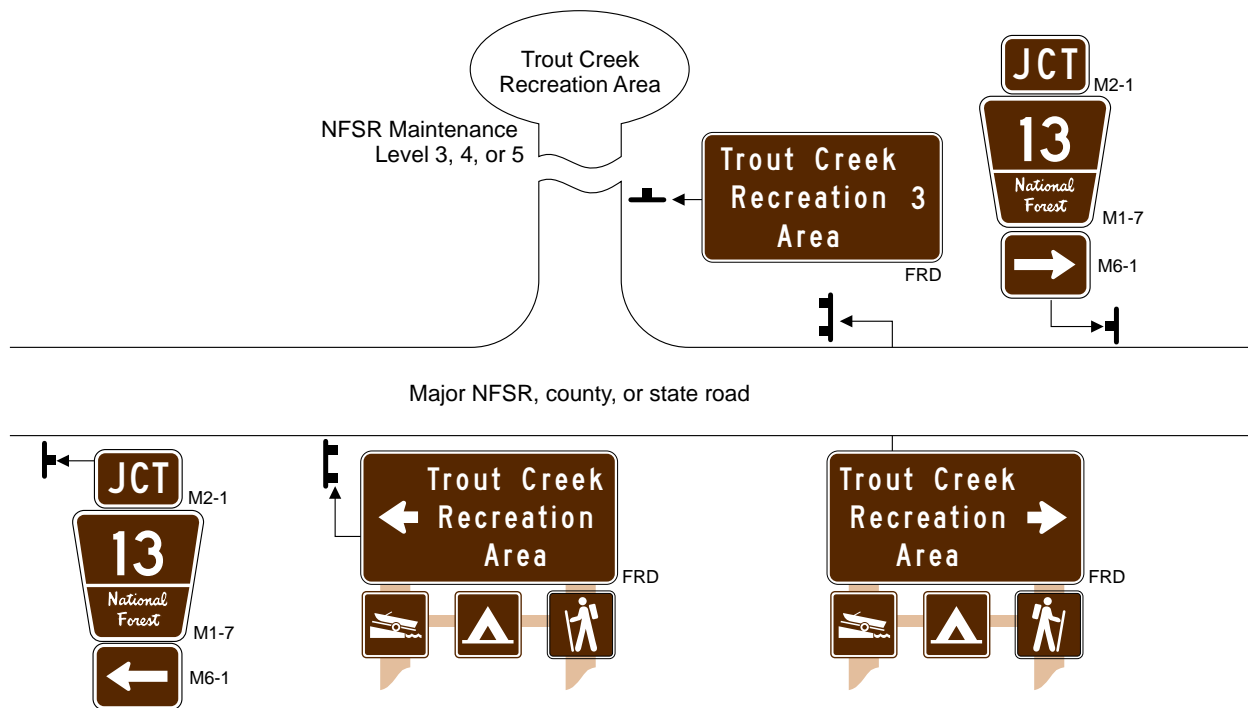 Trout Creek
Recreation Area
NFSR Maintenance
Level 3, 4, or 5
Trout Creek
Recreation 3
Area
FRD
JCT
M2-1
13
National
Forest
M1-7
M6-1
Major NFSR, county, or state road
JCT
M2-1
13
National
Forest
M1-7
M6-1
Trout Creek
Recreation
Area
FRD
Trout Creek
Recreation
Area
FRD